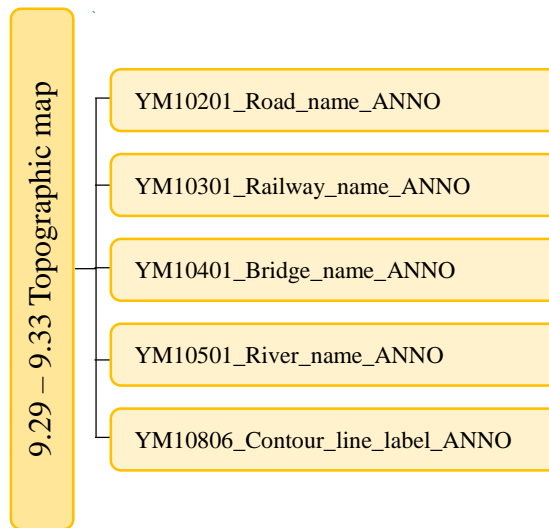 9.29 – 9.33 Topographic map
YM10201_Road_name_ANNO
YM10301_Railway_name_ANNO
YM10401_Bridge_name_ANNO
YM10501_River_name_ANNO
YM10806_Contour_line_label_ANNO